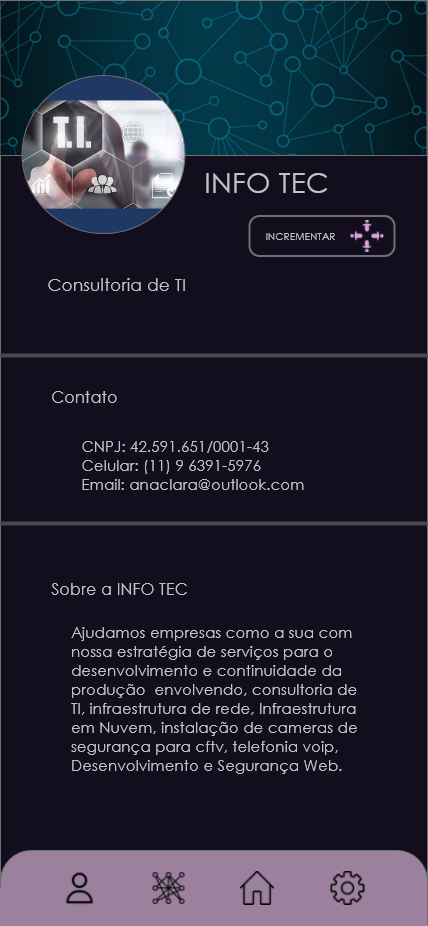 T.I.
INFO TEC
INCREMENTAR
Consultoria de TI
Contato
CNPJ: 42.591.651/0001-43
Celular: (11) 9 6391-5976
Email: anaclara@outlook.com
Sobre a INFO TEC
Ajudamos empresas como a sua com
nossa estratégia de serviços para o
desenvolvimento e continuidade da
produção  envolvendo, consultoria de
TI, infraestrutura de rede, Infraestrutura
em Nuvem, instalação de cameras de
segurança para cftv, telefonia voip,
Desenvolvimento e Segurança Web.